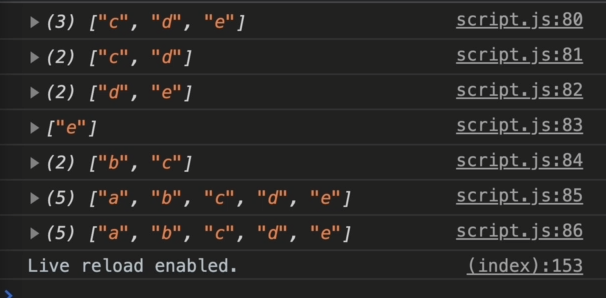 (3) ["c", "d", "e"] script.js:80
(2) ["c", "d"] script.js:81
(2) ["d", "e"] script.js:82
["e"] script.js:83
(2) ["b", "c"] script.js:84
(5) ["a", "b", "c", "d", "e"] script.js:85
(5) ["a", "b", "c", "d", "e"] script.js:86
Live reload enabled. (index):153